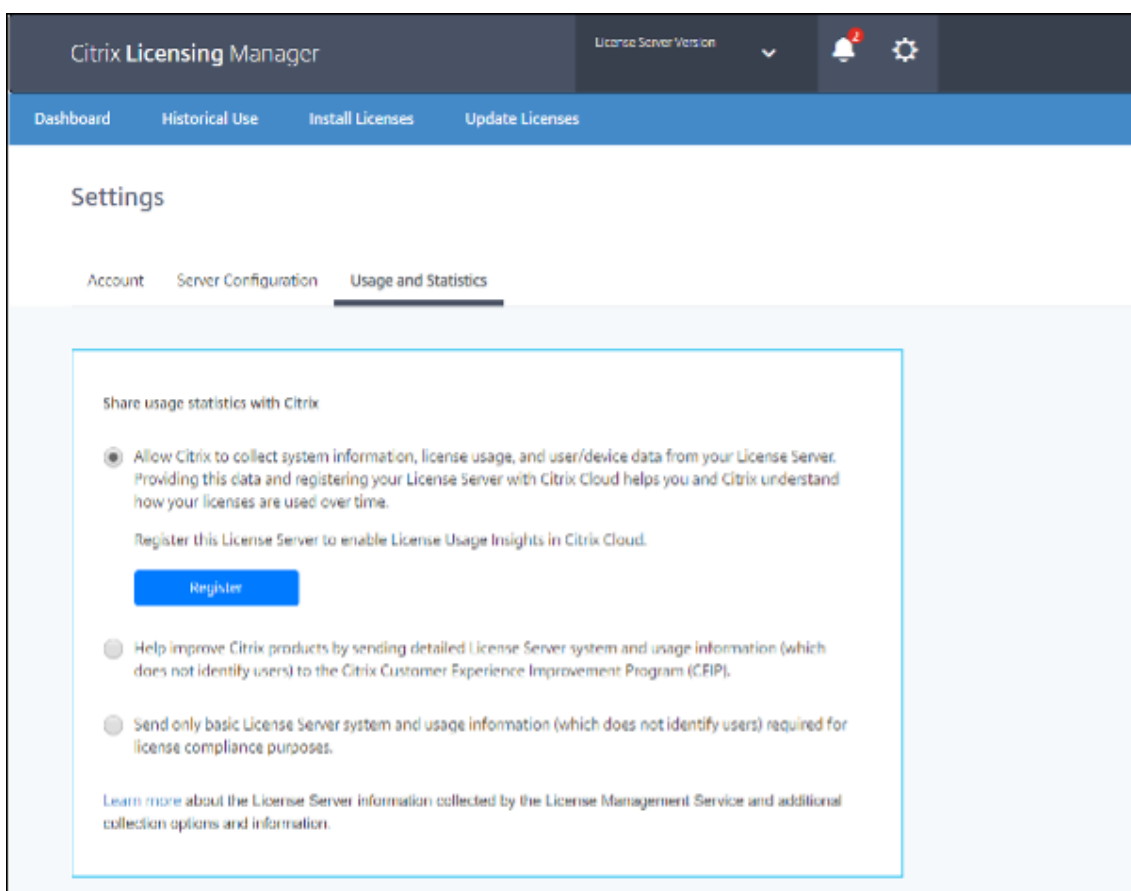 Citrix Licensing Manager
License Server Version
2
Dashboard Historical Use Install Licenses Update Licenses
Settings
Account Server Configuration Usage and Statistics
Share usage statistics with Citrix
Allow Citrix to collect system information, license usage, and user/device data from your License Server.
Providing this data and registering your License Server with Citrix Cloud helps you and Citrix understand
how your licenses are used over time.
Register this License Server to enable License Usage Insights in Citrix Cloud.
Register
Help improve Citrix products by sending detailed License Server system and usage information (which
does not identify users) to the Citrix Customer Experience Improvement Program (CEIP).
Send only basic License Server system and usage information (which does not identify users) required for
license compliance purposes.
Learn more about the License Server information collected by the License Management Service and additional
collection options and information.